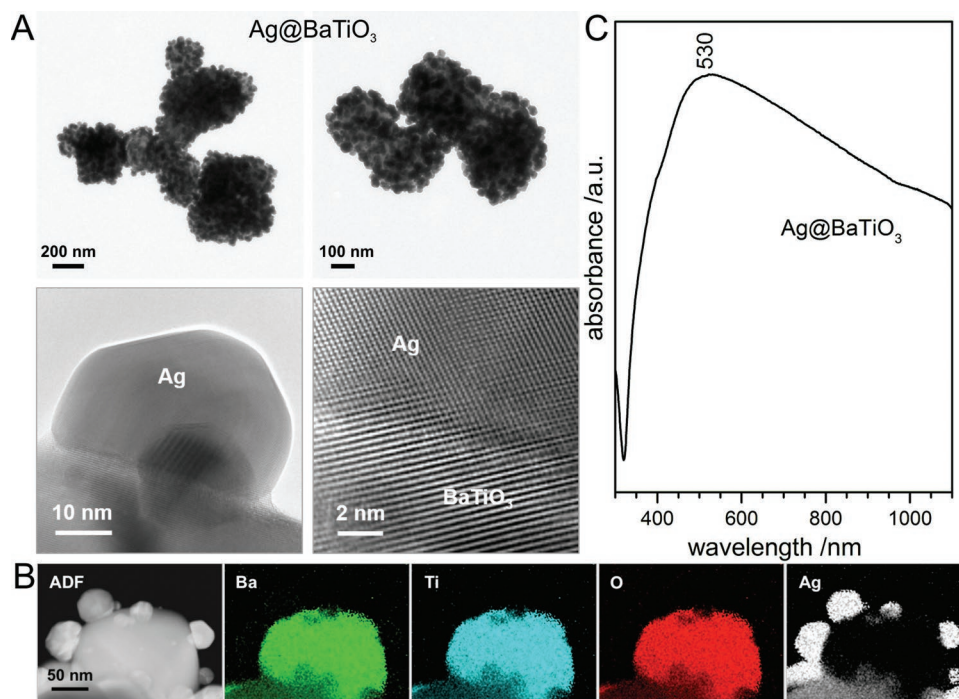 A
Ag@BaTiO₃
200 nm
100 nm
Ag
10 nm
Ag
BaTiO₃
2 nm
C
530
absorbance /a.u.
Ag@BaTiO₃
400 600 800 1000
wavelength /nm
B
ADF
50 nm
Ba
Ti
O
Ag